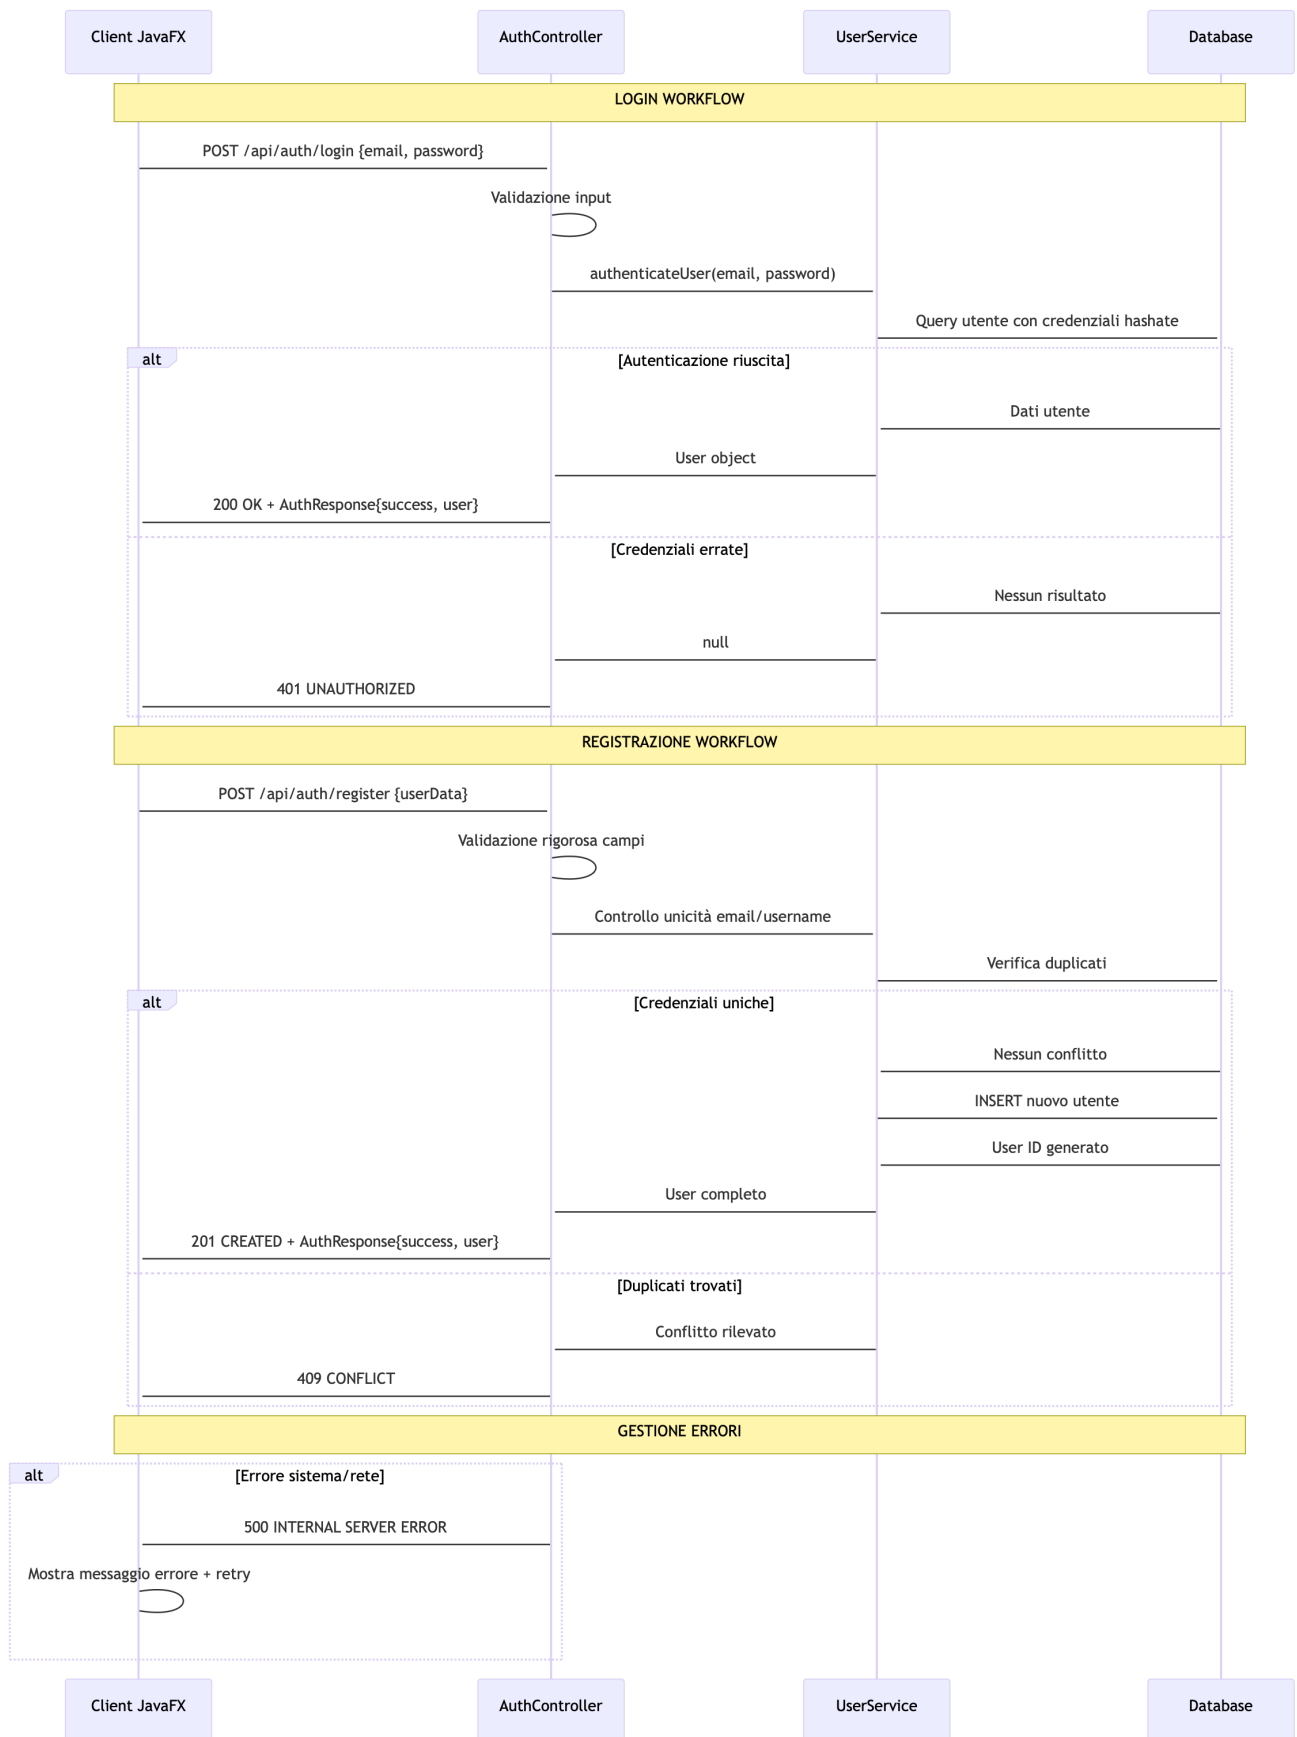 Client JavaFX
AuthController
UserService
Database
LOGIN WORKFLOW
POST /api/auth/login {email, password}
Validazione input
authenticateUser(email, password)
Query utente con credenziali hashate
alt
[Autenticazione riuscita]
Dati utente
User object
200 OK + AuthResponse{success, user}
[Credenziali errate]
Nessun risultato
null
401 UNAUTHORIZED
REGISTRAZIONE WORKFLOW
POST /api/auth/register {userData}
Validazione rigorosa campi
Controllo unicità email/username
Verifica duplicati
alt
[Credenziali uniche]
Nessun conflitto
INSERT nuovo utente
User ID generato
User completo
201 CREATED + AuthResponse{success, user}
[Duplicati trovati]
Conflitto rilevato
409 CONFLICT
GESTIONE ERRORI
alt
[Errore sistema/rete]
500 INTERNAL SERVER ERROR
Mostra messaggio errore + retry
Client JavaFX
AuthController
UserService
Database